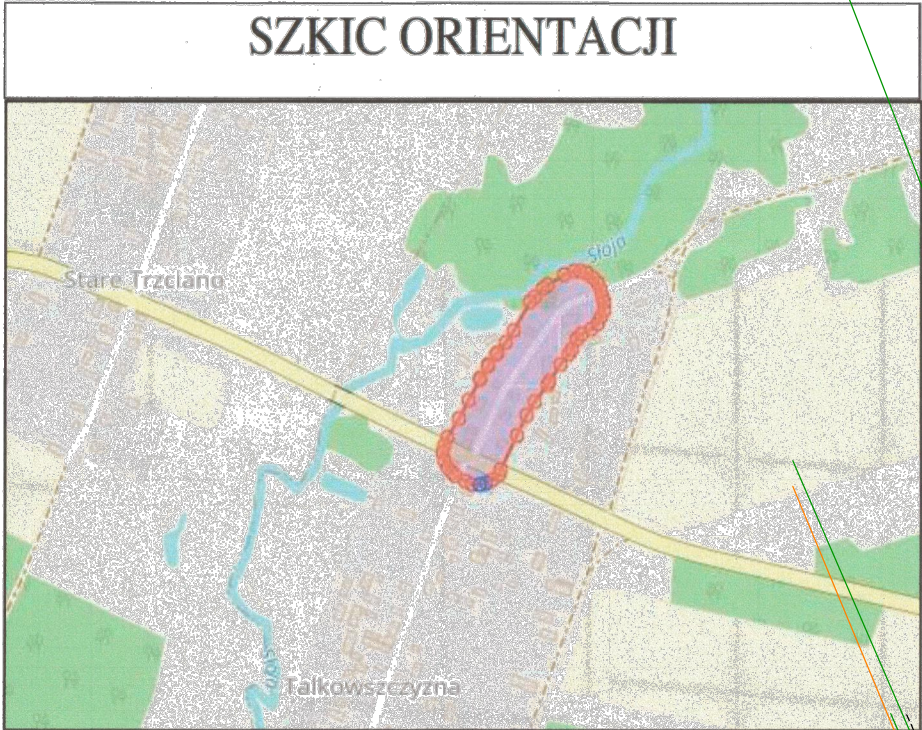 SZKIC ORIENTACJI
Słoja
Stare Trzciano
Słoja
Talkowszczyzna